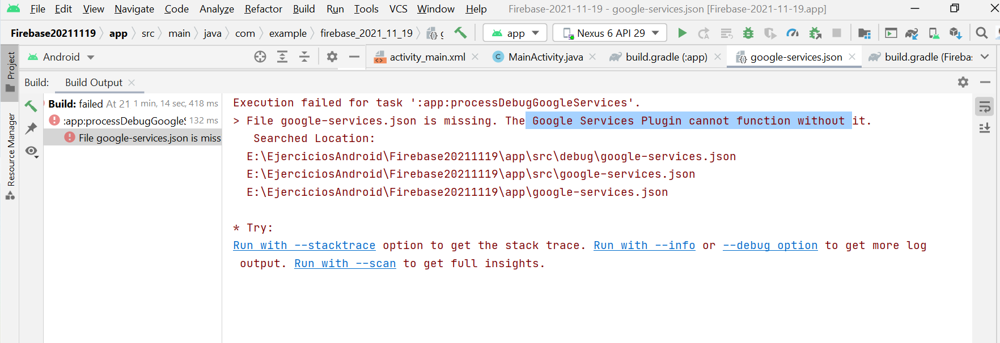 File Edit View Navigate Code Analyze Refactor Build Run Tools VCS Window Help Firebase-2021-11-19 - google-services.json [Firebase-2021-11-19.app]
Firebase20211119 app src main java com example firebase_2021_11_19 g app Nexus 6 API 29
Project
Android activity_main.xml MainActivity.java build.gradle (:app) google-services.json build.gradle (Fireba:
Build: Build Output
Build: failed At 21 1 min, 14 sec, 418 ms
:app:processDebugGoogleS 132 ms
File google-services.json is miss
Resource Manager
Execution failed for task ':app:processDebugGoogleServices'.
> File google-services.json is missing. The Google Services Plugin cannot function without it.
Searched Location:
E:\EjerciciosAndroid\Firebase20211119\app\src\debug\google-services.json
E:\EjerciciosAndroid\Firebase20211119\app\src\google-services.json
E:\EjerciciosAndroid\Firebase20211119\app\google-services.json
* Try:
Run with --stacktrace option to get the stack trace. Run with --info or --debug option to get more log
output. Run with --scan to get full insights.